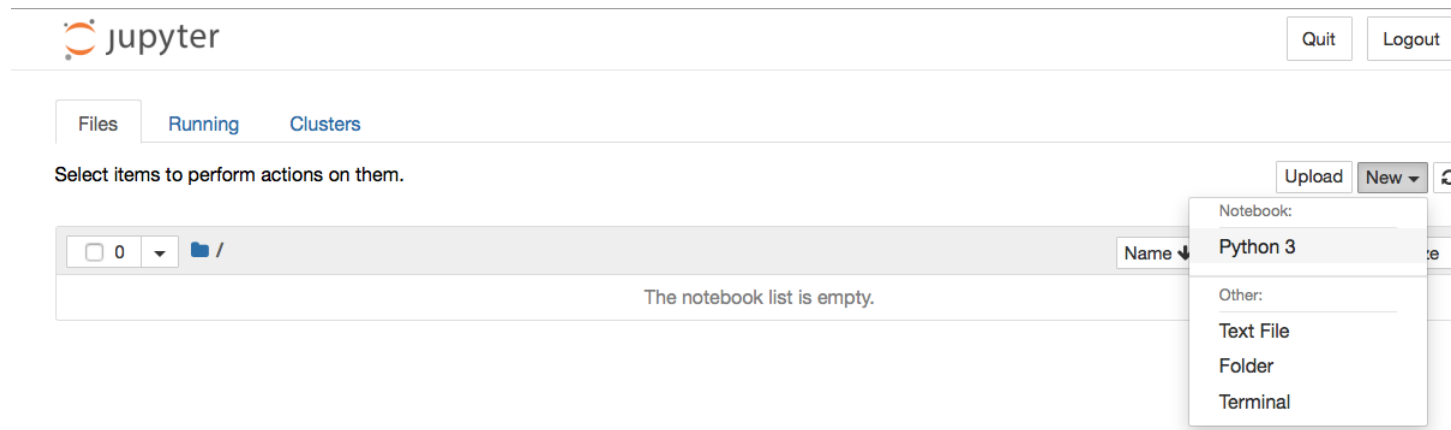 jupyter
Quit Logout
Files Running Clusters
Select items to perform actions on them.
Upload New
Notebook:
Python 3
0 /
Name
The notebook list is empty.
Other:
Text File
Folder
Terminal